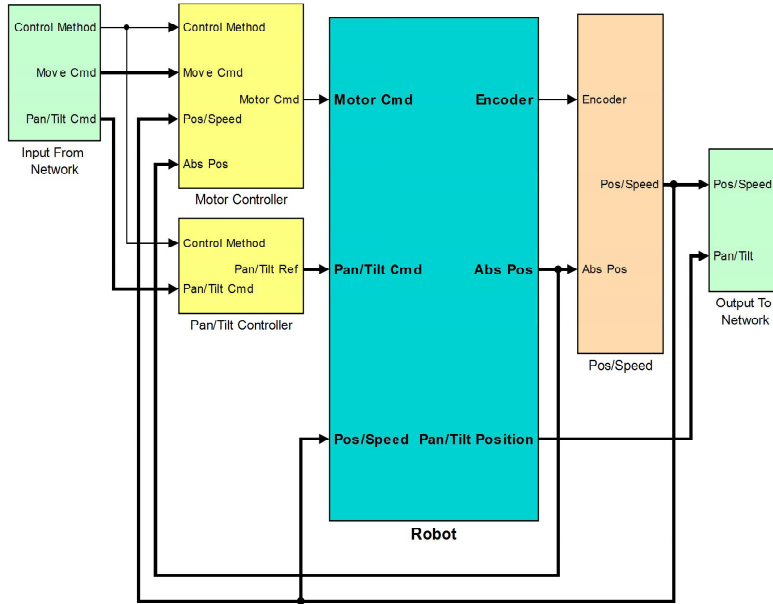 Control Method
Move Cmd
Pan/Tilt Cmd
Input From
Network
Control Method
Move Cmd
Motor Cmd
Pos/Speed
Abs Pos
Motor Controller
Control Method
Pan/Tilt Ref
Pan/Tilt Cmd
Pan/Tilt Controller
Motor Cmd
Encoder
Pan/Tilt Cmd
Abs Pos
Pos/Speed
Pan/Tilt Position
Robot
Encoder
Pos/Speed
Abs Pos
Pos/Speed
Pos/Speed
Pan/Tilt
Output To
Network